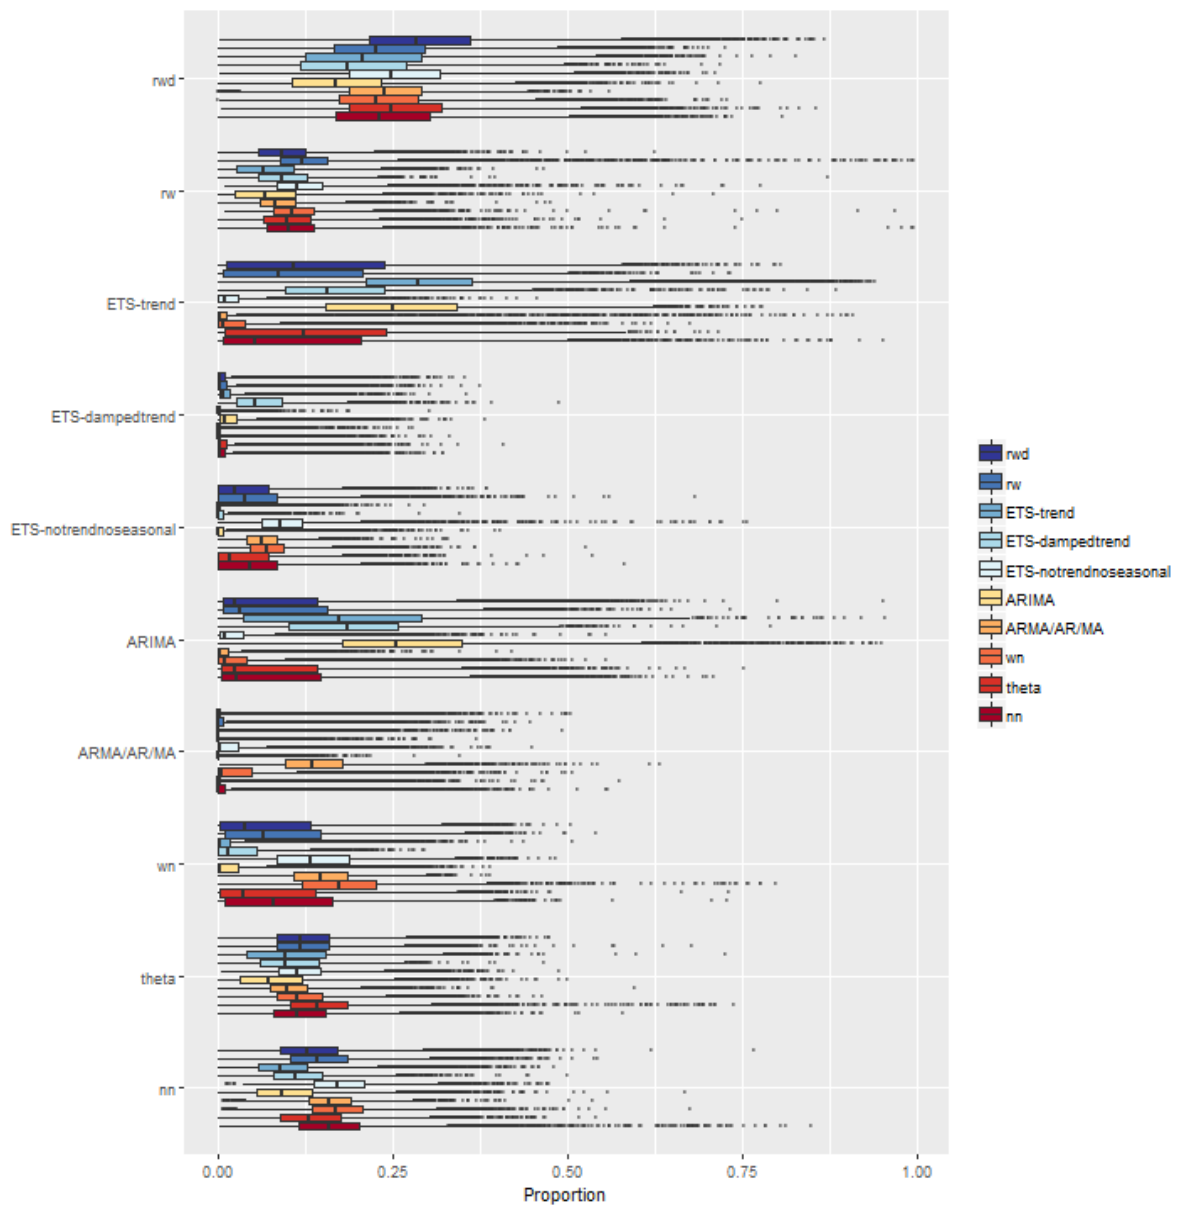 rwd
rw
ETS-trend
ETS-dampedtrend
ETS-notrendnoseasonal
ARIMA
ARMA/AR/MA
wn
theta
nn
0.00 0.25 0.50 0.75 1.00
Proportion
rwd
rw
ETS-trend
ETS-dampedtrend
ETS-notrendnoseasonal
ARIMA
ARMA/AR/MA
wn
theta
nn